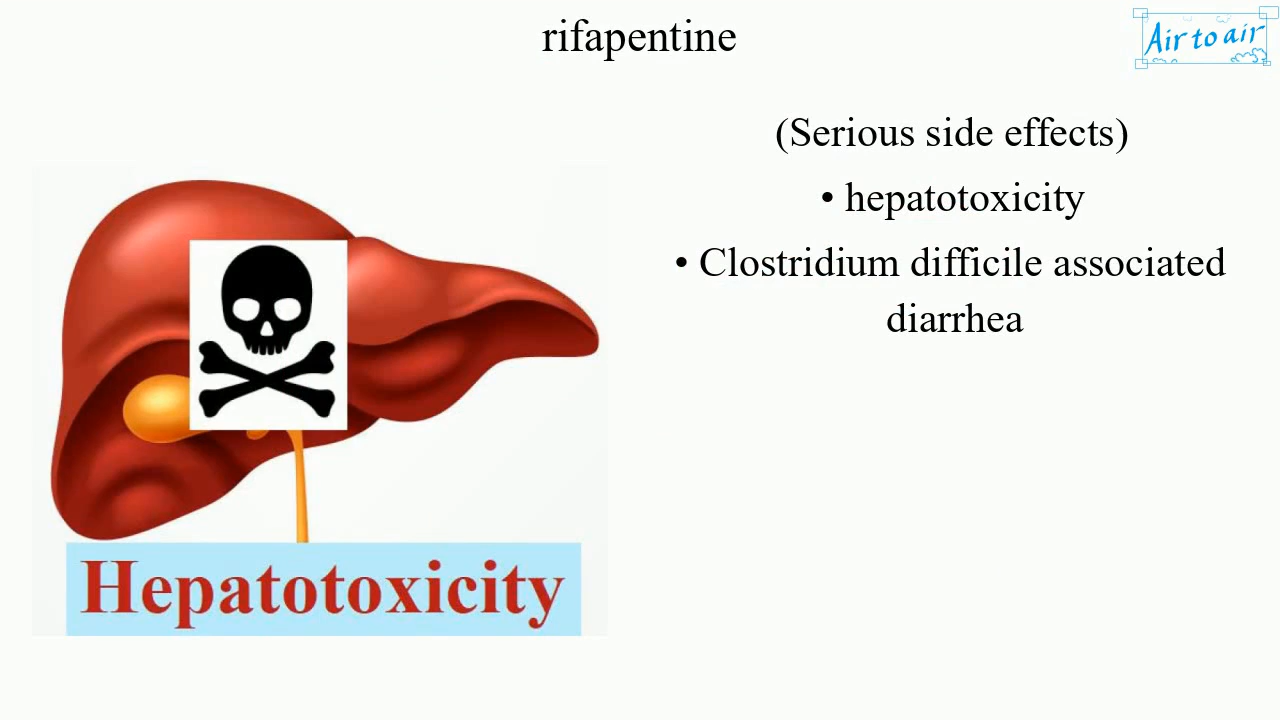 rifapentine
Air to air
(Serious side effects)
• hepatotoxicity
• Clostridium difficile associated
diarrhea
Hepatotoxicity